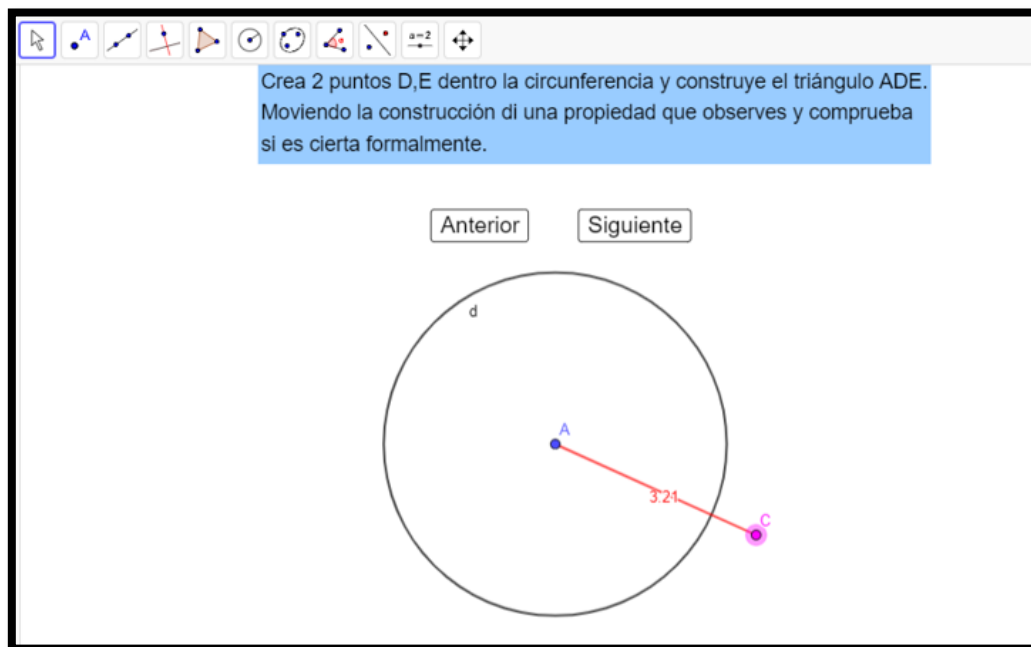 A
a = 2
Crea 2 puntos D,E dentro la circunferencia y construye el triángulo ADE.
Moviendo la construcción di una propiedad que observes y comprueba
si es cierta formalmente.
Anterior
Siguiente
d
A
3.21
C